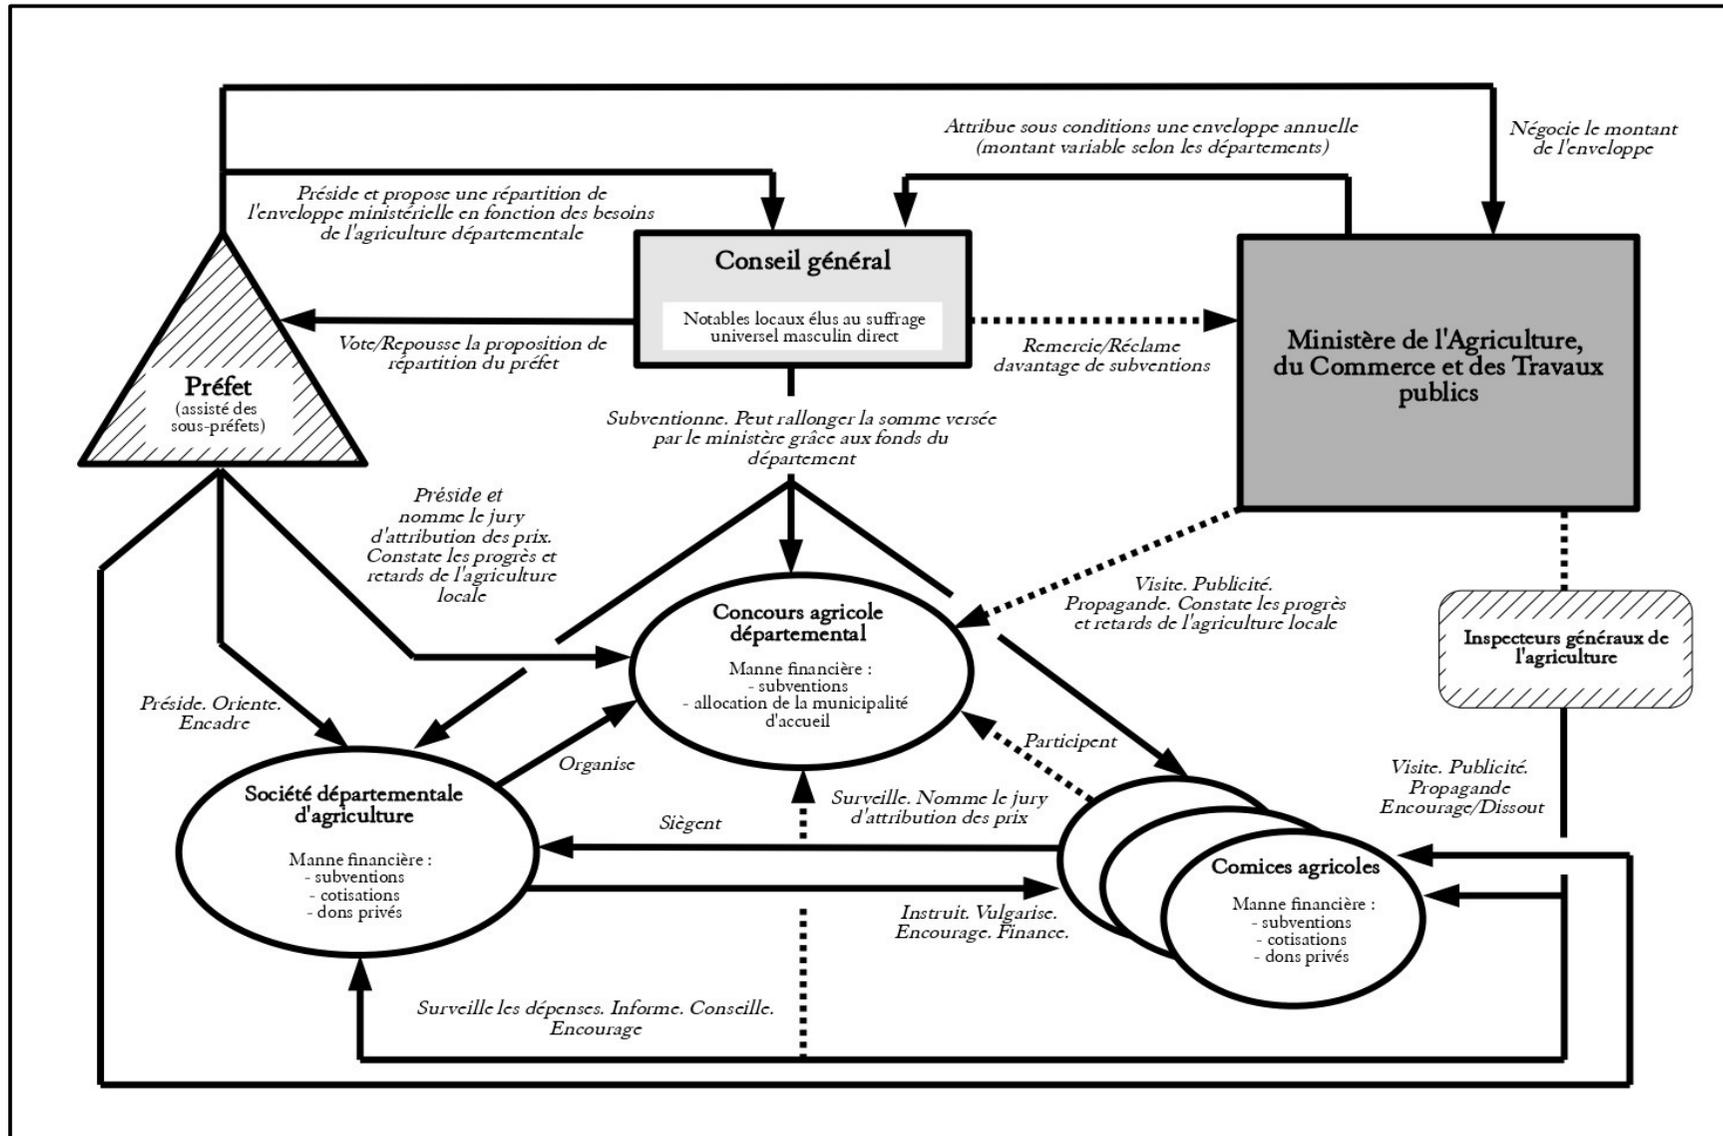 Attribue sous conditions une enveloppe annuelle
(montant variable selon les départements)
Négocie le montant
de l'enveloppe
Préside et propose une répartition de
l'enveloppe ministérielle en fonction des besoins
de l'agriculture départementale
Conseil général
Notables locaux élus au suffrage
universel masculin direct
Vote/Repousse la proposition de
répartition du préfet
Remercie/Réclame
davantage de subventions
Ministère de l'Agriculture,
du Commerce et des Travaux
publics
Préfet
(assisté des
sous-préfets)
Subventionne. Peut rallonger la somme versée
par le ministère grâce aux fonds du
département
Préside et
nomme le jury
d'attribution des prix.
Constate les progrès et
retards de l'agriculture
locale
Visite. Publicité.
Propagande. Constate les progrès
et retards de l'agriculture locale
Inspecteurs généraux de
l'agriculture
Concours agricole
départemental
Manne financière :
- subventions
- allocation de la municipalité
d'accueil
Préside. Oriente.
Encadre
Organise
Participent
Visite. Publicité.
Propagande
Encourage/Dissout
Société départementale
d'agriculture
Manne financière :
- subventions
- cotisations
- dons privés
Surveille. Nomme le jury
d'attribution des prix
Siègent
Comices agricoles
Manne financière :
- subventions
- cotisations
- dons privés
Instruit. Vulgarise.
Encourage. Finance.
Surveille les dépenses. Informe. Conseille.
Encourage